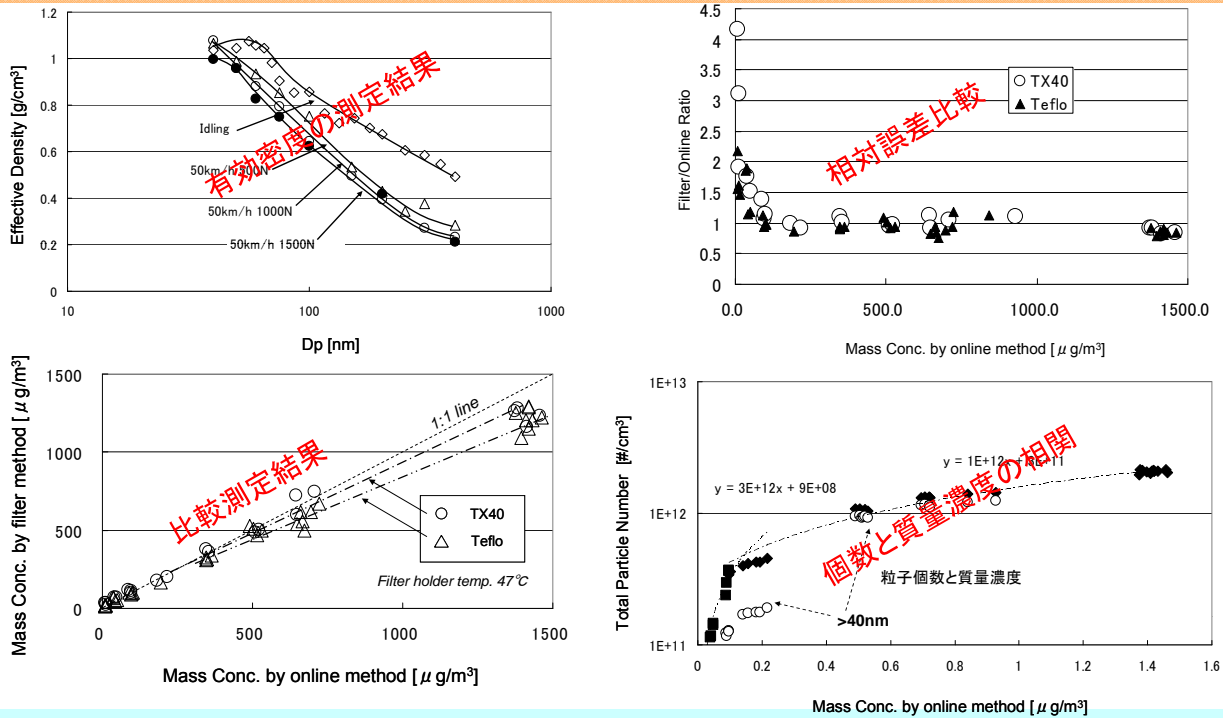 1.2
1
0.8
0.6
0.4
0.2
0
10
100
1000
Effective Density [g/cm³]
Dp [nm]
Idling
50km/h 500N
50km/h 1000N
50km/h 1500N
有効密度の測定結果
4.5
4
3.5
3
2.5
2
1.5
1
0.5
0
0.0
500.0
1000.0
1500.0
Filter/Online Ratio
Mass Conc. by online method [ μ g/m³]
TX40
Teflo
相対誤差比較
1500
1000
500
0
0
500
1000
1500
Mass Conc. by filter method [ μ g/m³]
Mass Conc. by online method [ μ g/m³]
1:1 line
TX40
Teflo
Filter holder temp. 47℃
比較測定結果
1E+13
1E+12
1E+11
0
0.2
0.4
0.6
0.8
1
1.2
1.4
1.6
Total Particle Number [#/cm³]
Mass Conc. by online method [ μ g/m³]
y = 3E+12x + 9E+08
y = 1E+12x + 3E+11
粒子個数と質量濃度
>40nm
個数と質量濃度の相関